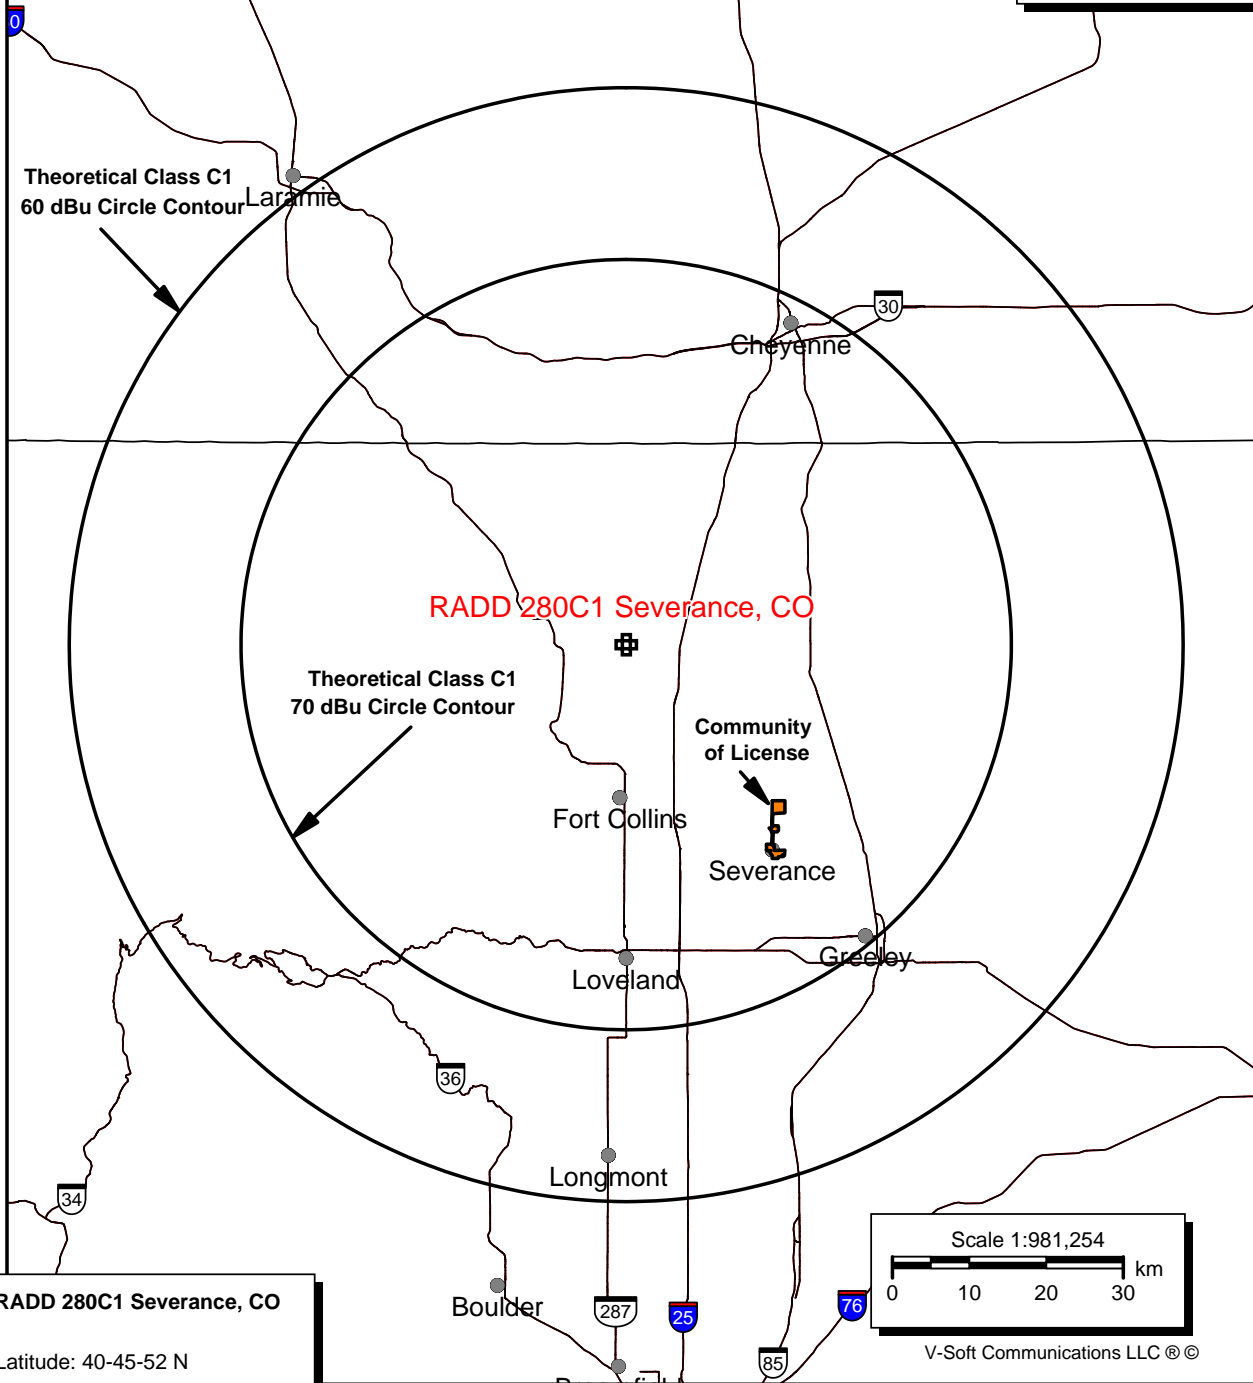 0
Theoretical Class C1
60 dBu Circle Contour
Laramie
30
Cheyenne
RADD 280C1 Severance, CO
Theoretical Class C1
70 dBu Circle Contour
Community
of License
Fort Collins
Severance
Greeley
Loveland
36
Longmont
34
Scale 1:981,254
km
0 10 20 30
RADD 280C1 Severance, CO
Boulder
287
25
76
Latitude: 40-45-52 N
85
V-Soft Communications LLC ® ©